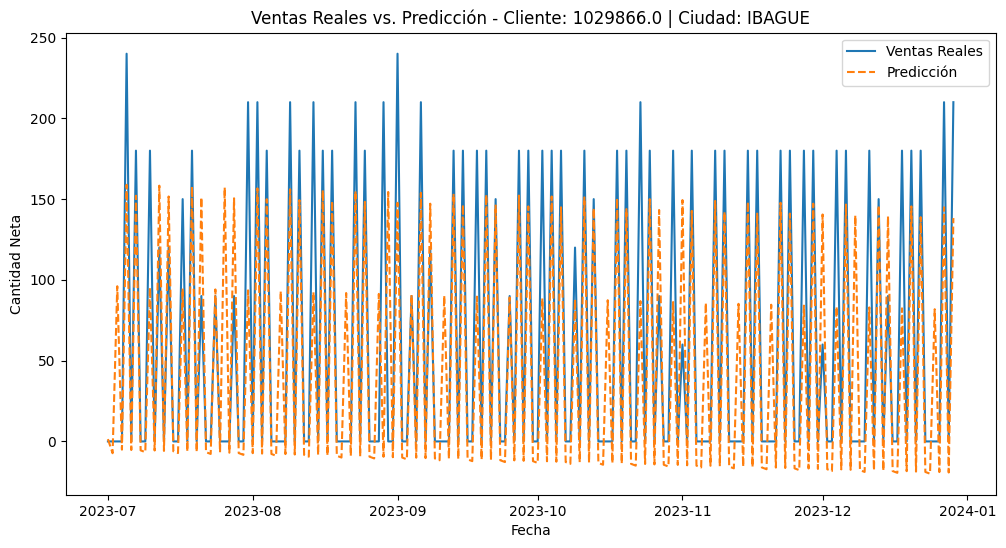 Ventas Reales vs. Predicción - Cliente: 1029866.0 | Ciudad: IBAGUE
Ventas Reales
Predicción
Cantidad Neta
250
200
150
100
50
0
2023-07
2023-08
2023-09
2023-10
2023-11
2023-12
2024-01
Fecha